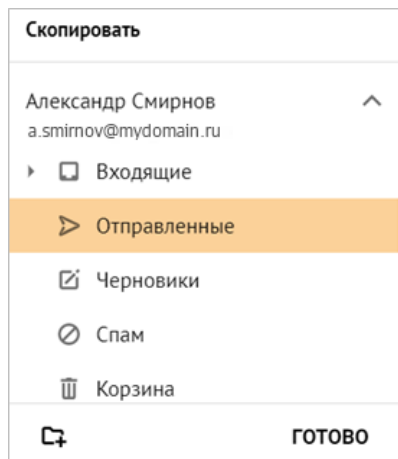 Скопировать
Александр Смирнов
a.smirnov@mydomain.ru
Входящие
Отправленные
Черновики
Спам
Корзина
ГОТОВО